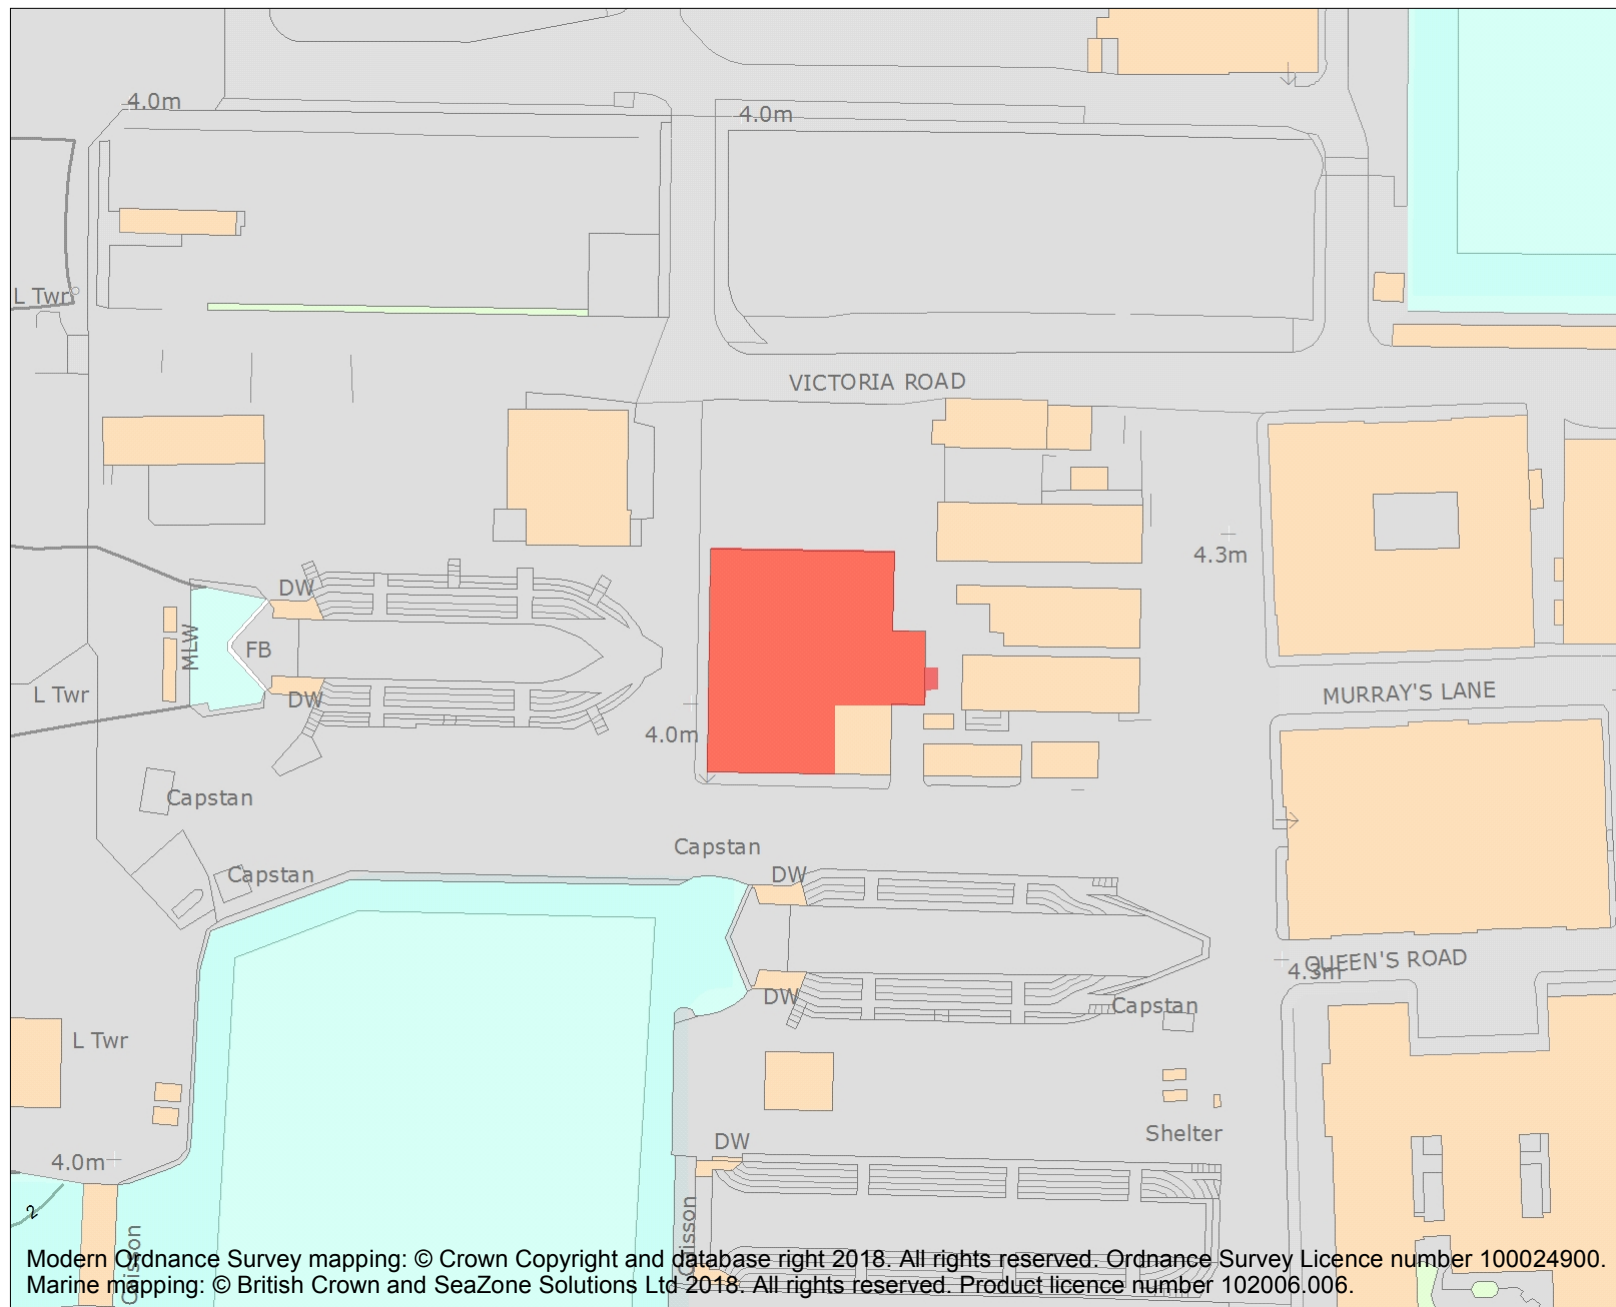 4.0m
4.0m
L Twr
VICTORIA ROAD
4.3m
DW
MLW
FB
L Twr
DW
MURRAY'S LANE
4.0m
Capstan
Capstan
Capstan
DW
QUEEN'S ROAD
4.3m
DW
Capstan
L Twr
Shelter
DW
4.0m
2
Caisson
Caisson
Modern Ordnance Survey mapping: © Crown Copyright and database right 2018. All rights reserved. Ordnance Survey Licence number 100024900.
Marine mapping: © British Crown and SeaZone Solutions Ltd 2018. All rights reserved. Product licence number 102006.006.